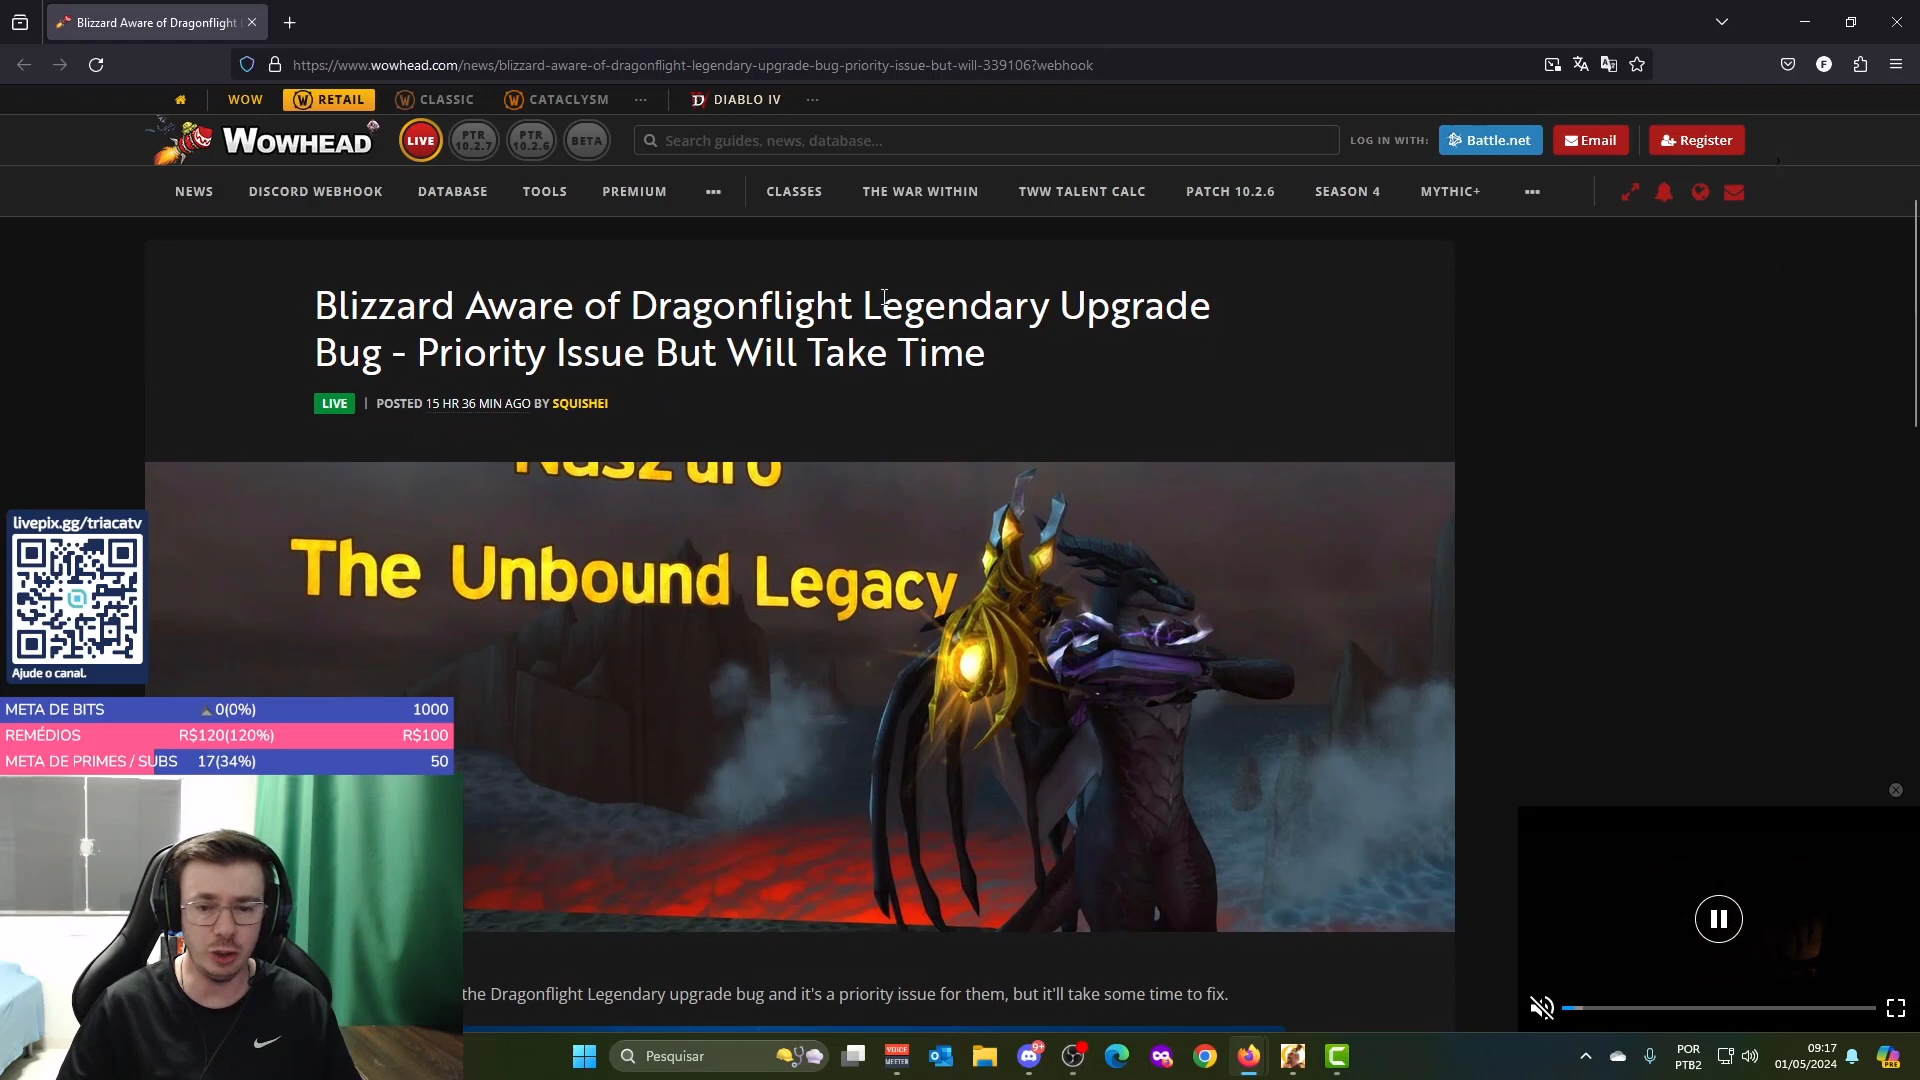 Blizzard Aware of Dragonflight
https://www.wowhead.com/news/blizzard-aware-of-dragonflight-legendary-upgrade-bug-priority-issue-but-will-339106?webhook
WOW
RETAIL
CLASSIC
CATACLYSM
DIABLO IV
WOWHEAD
LIVE
PTR
10.2.7
PTR
10.2.6
BETA
Search guides, news, database...
LOG IN WITH:
Battle.net
Email
Register
NEWS
DISCORD WEBHOOK
DATABASE
TOOLS
PREMIUM
CLASSES
THE WAR WITHIN
TWW TALENT CALC
PATCH 10.2.6
SEASON 4
MYTHIC+
Blizzard Aware of Dragonflight Legendary Upgrade
Bug - Priority Issue But Will Take Time
LIVE | POSTED 15 HR 36 MIN AGO BY SQUISHEI
The Unbound Legacy
livepix.gg/triacatv
Ajude o canal.
META DE BITS 0(0%) 1000
REMÉDIOS R$120(120%) R$100
META DE PRIMES / SUBS 17(34%) 50
the Dragonflight Legendary upgrade bug and it's a priority issue for them, but it'll take some time to fix.
Pesquisar
VOICE
MEETER
9+
POR
PTB2
09:17
01/05/2024
PRE